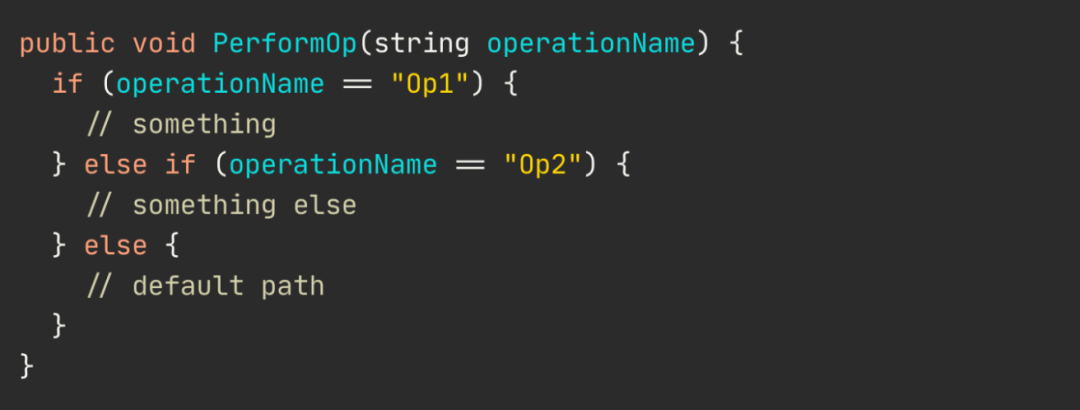 public void PerformOp(string operationName) {
  if (operationName == "Op1") {
    // something
  } else if (operationName == "Op2") {
    // something else
  } else {
    // default path
  }
}